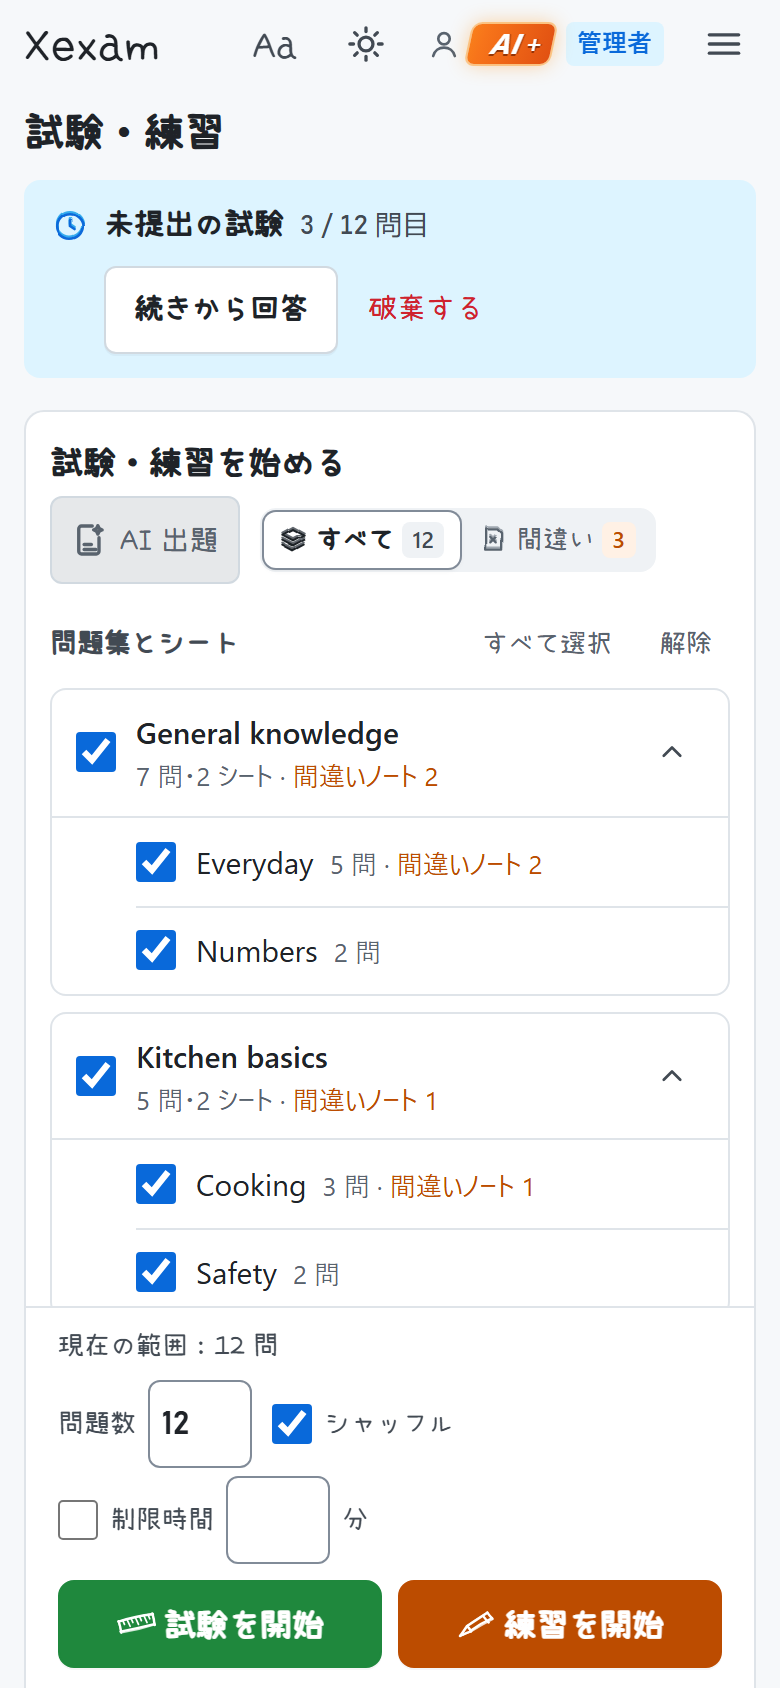 Xexam Aa AI+ 管理者
試験・練習
未提出の試験 3 / 12 問目
続きから回答 破棄する
試験・練習を始める
AI 出題 すべて 12 間違い 3
問題集とシート すべて選択 解除
General knowledge
7 問・2 シート · 間違いノート 2
Everyday 5 問 · 間違いノート 2
Numbers 2 問
Kitchen basics
5 問・2 シート · 間違いノート 1
Cooking 3 問 · 間違いノート 1
Safety 2 問
現在の範囲：12 問
問題数 12 シャッフル
制限時間 分
試験を開始 練習を開始